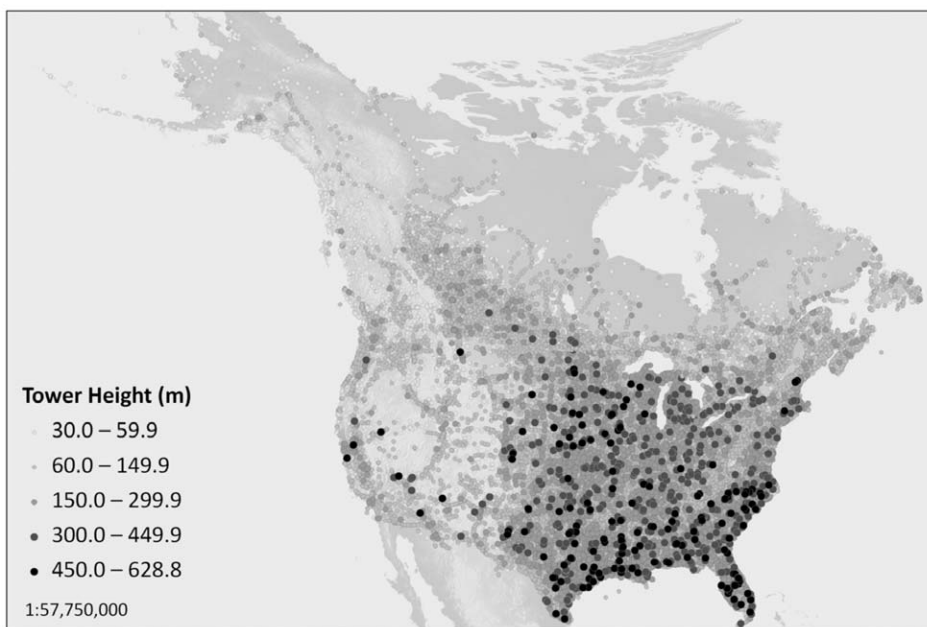 Tower Height (m)
30.0 – 59.9
60.0 – 149.9
150.0 – 299.9
300.0 – 449.9
450.0 – 628.8
1:57,750,000